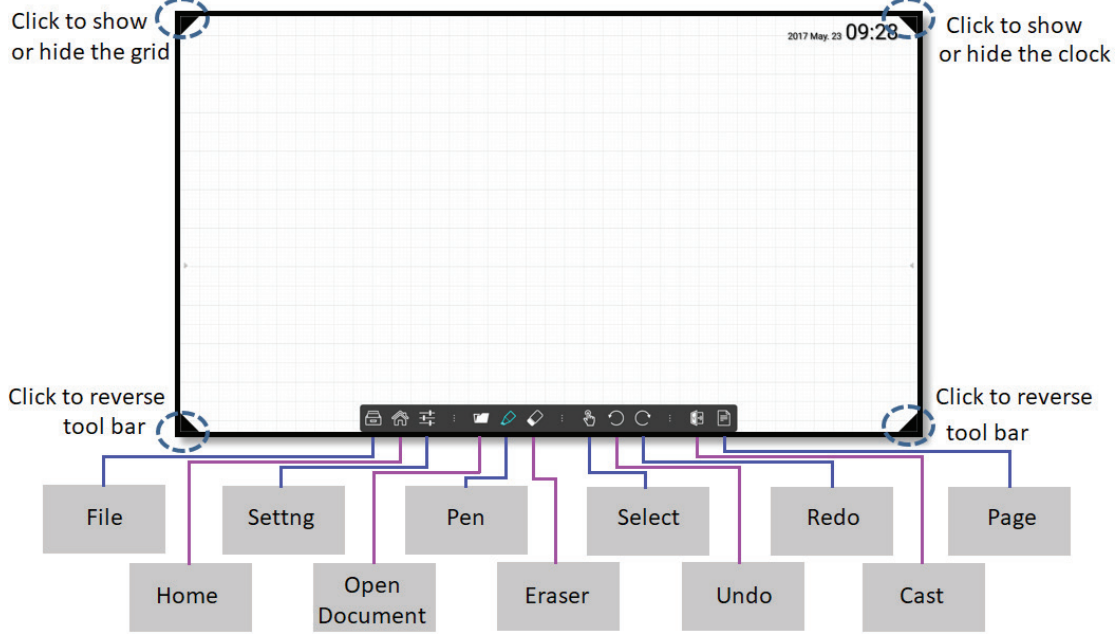 Click to show
or hide the grid
2017 May. 23 09:28
Click to show
or hide the clock
Click to reverse
tool bar
Click to reverse
tool bar
File
Settng
Pen
Select
Redo
Page
Home
Open
Document
Eraser
Undo
Cast